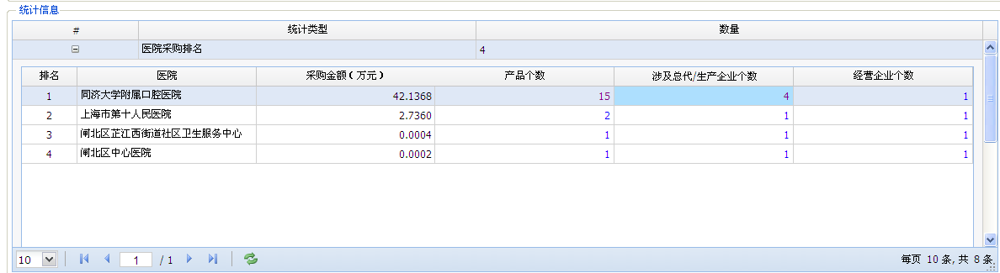 统计信息
# 统计类型 数量
医院采购排名 4
排名 医院 采购金额（万元） 产品个数 涉及总代/生产企业个数 经营企业个数
1 同济大学附属口腔医院 42.1368 15 4 1
2 上海市第十人民医院 2.7360 2 1 1
3 闸北区芷江西街道社区卫生服务中心 0.0004 1 1 1
4 闸北区中心医院 0.0002 1 1 1
10 1 / 1 每页 10 条, 共 8 条,